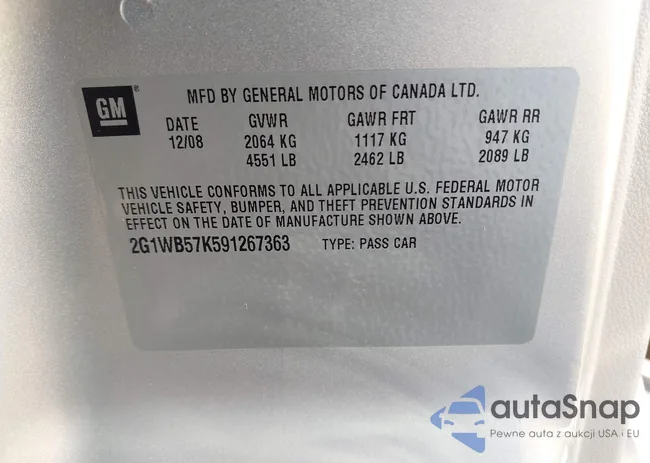 GM ®
MFD BY GENERAL MOTORS OF CANADA LTD.
DATE GVWR GAWR FRT GAWR RR
12/08 2064 KG 1117 KG 947 KG
4551 LB 2462 LB 2089 LB
THIS VEHICLE CONFORMS TO ALL APPLICABLE U.S. FEDERAL MOTOR
VEHICLE SAFETY, BUMPER, AND THEFT PREVENTION STANDARDS IN
EFFECT ON THE DATE OF MANUFACTURE SHOWN ABOVE.
2G1WB57K591267363 TYPE: PASS CAR
autaSnap
Pewne auta z aukcji USA i EU